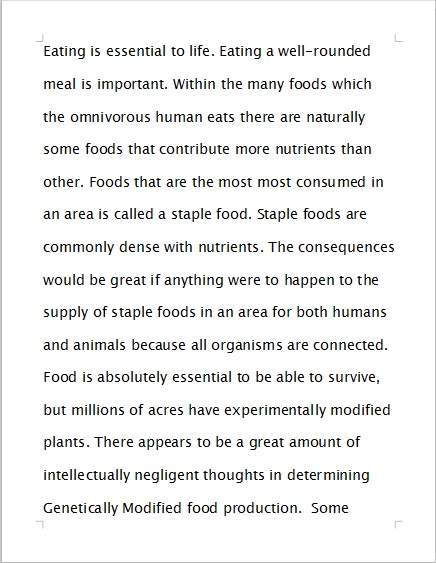 Eating is essential to life. Eating a well-rounded
meal is important. Within the many foods which
the omnivorous human eats there are naturally
some foods that contribute more nutrients than
other. Foods that are the most most consumed in
an area is called a staple food. Staple foods are
commonly dense with nutrients. The consequences
would be great if anything were to happen to the
supply of staple foods in an area for both humans
and animals because all organisms are connected.
Food is absolutely essential to be able to survive,
but millions of acres have experimentally modified
plants. There appears to be a great amount of
intellectually negligent thoughts in determining
Genetically Modified food production.  Some